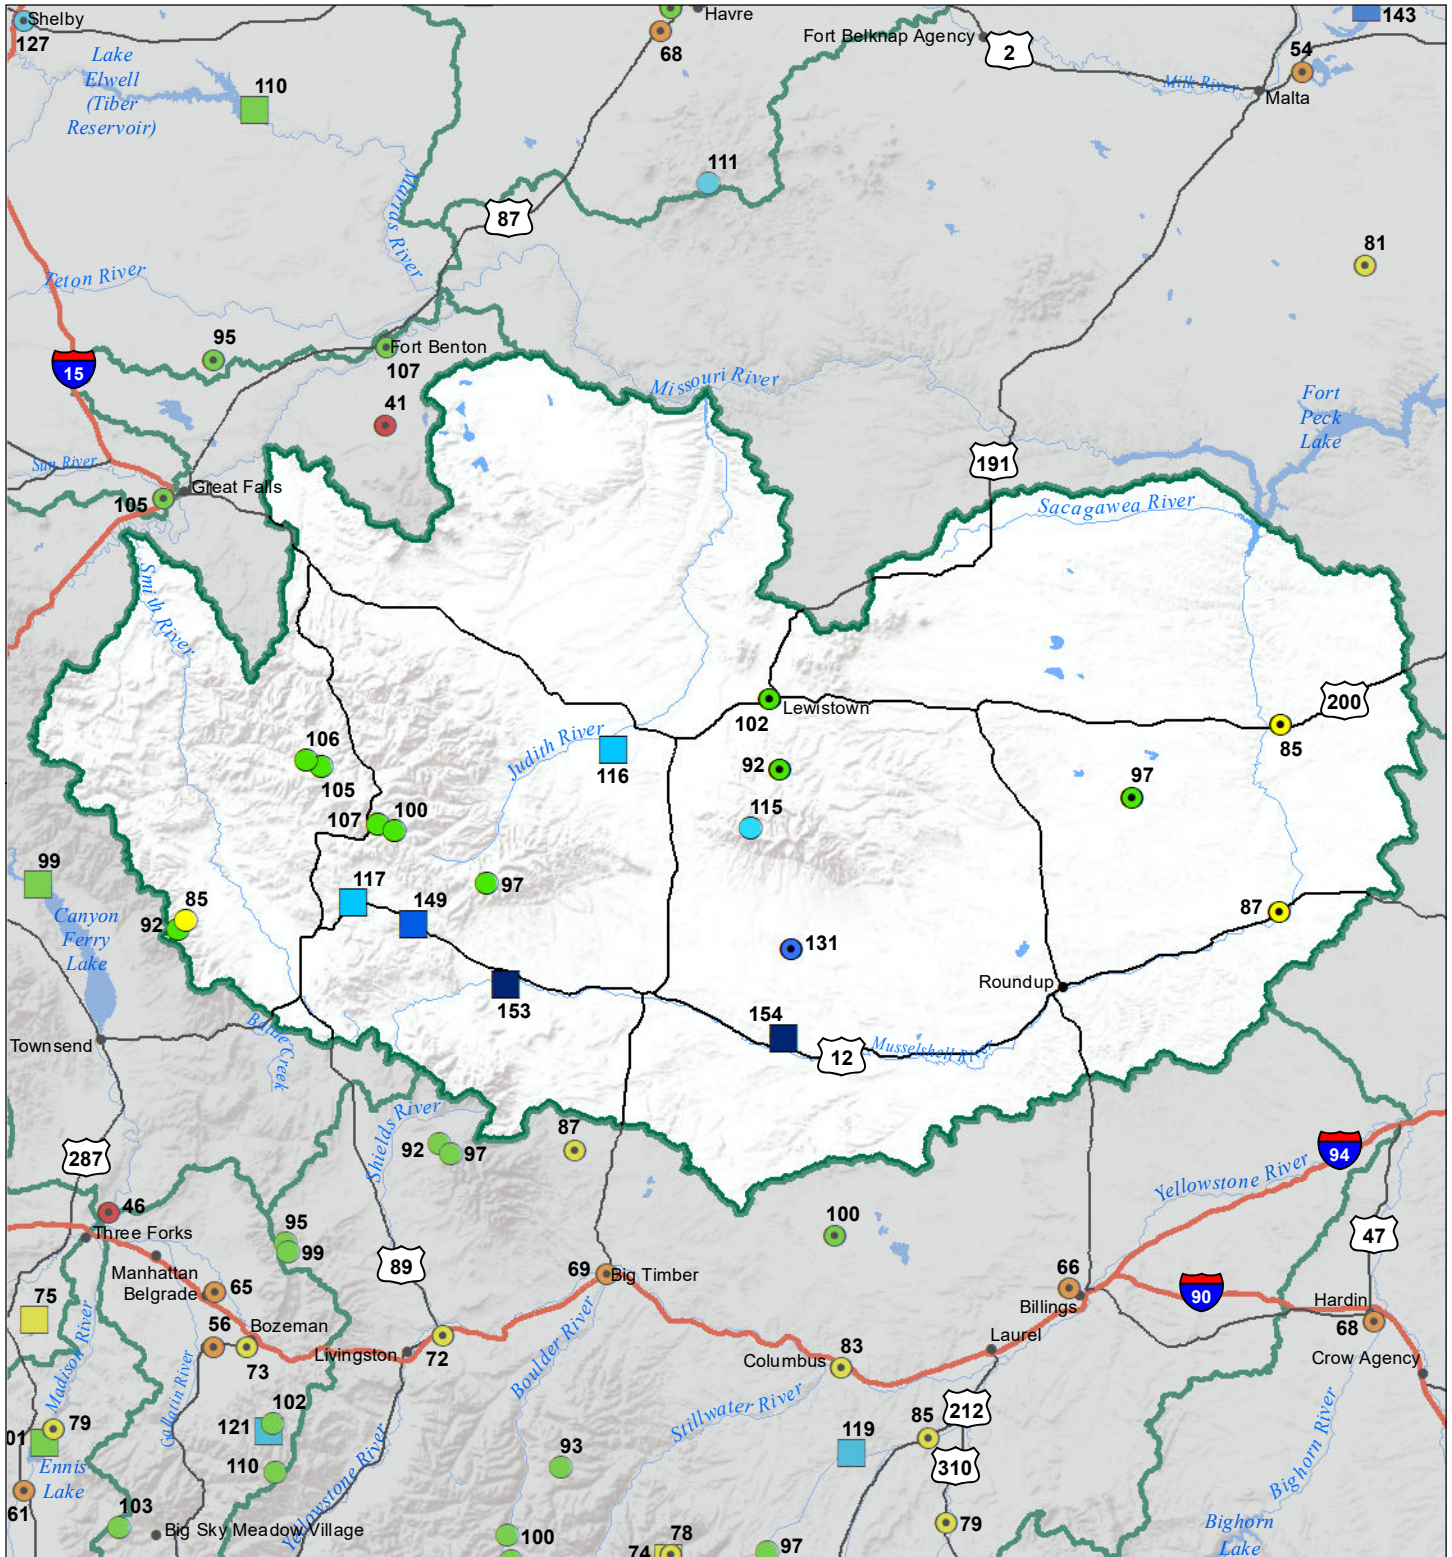 Shelby
127
Havre
68
Fort Belknap Agency
2
143
54
Malta
Milk River
Lake
Elwell
(Tiber
Reservoir)
110
Marias River
111
87
81
Teton River
95
Fort Benton
107
15
41
Missouri River
Fort
Peck
Lake
Sun River
Great Falls
105
191
Sacagawea River
Smith River
200
102
Lewistown
85
106
105
Judith River
116
92
97
107
100
115
99
117
149
97
85
92
87
Canyon
Ferry
Lake
131
Roundup
153
154
12
Musselshell River
Townsend
Battle Creek
Shields River
92
97
87
287
94
Yellowstone River
46
Three Forks
95
99
100
47
Manhattan
Belgrade
65
89
69
Big Timber
66
Billings
90
Hardin
68
75
56
Bozeman
73
Livingston
72
Laurel
Columbus
83
Crow Agency
Madison River
Gallatin River
Boulder River
Stillwater River
79
01
102
121
110
119
85
212
310
93
Ennis
Lake
61
103
Big Sky Meadow Village
Yellowstone River
100
74
78
97
79
Bighorn River
Bighorn
Lake